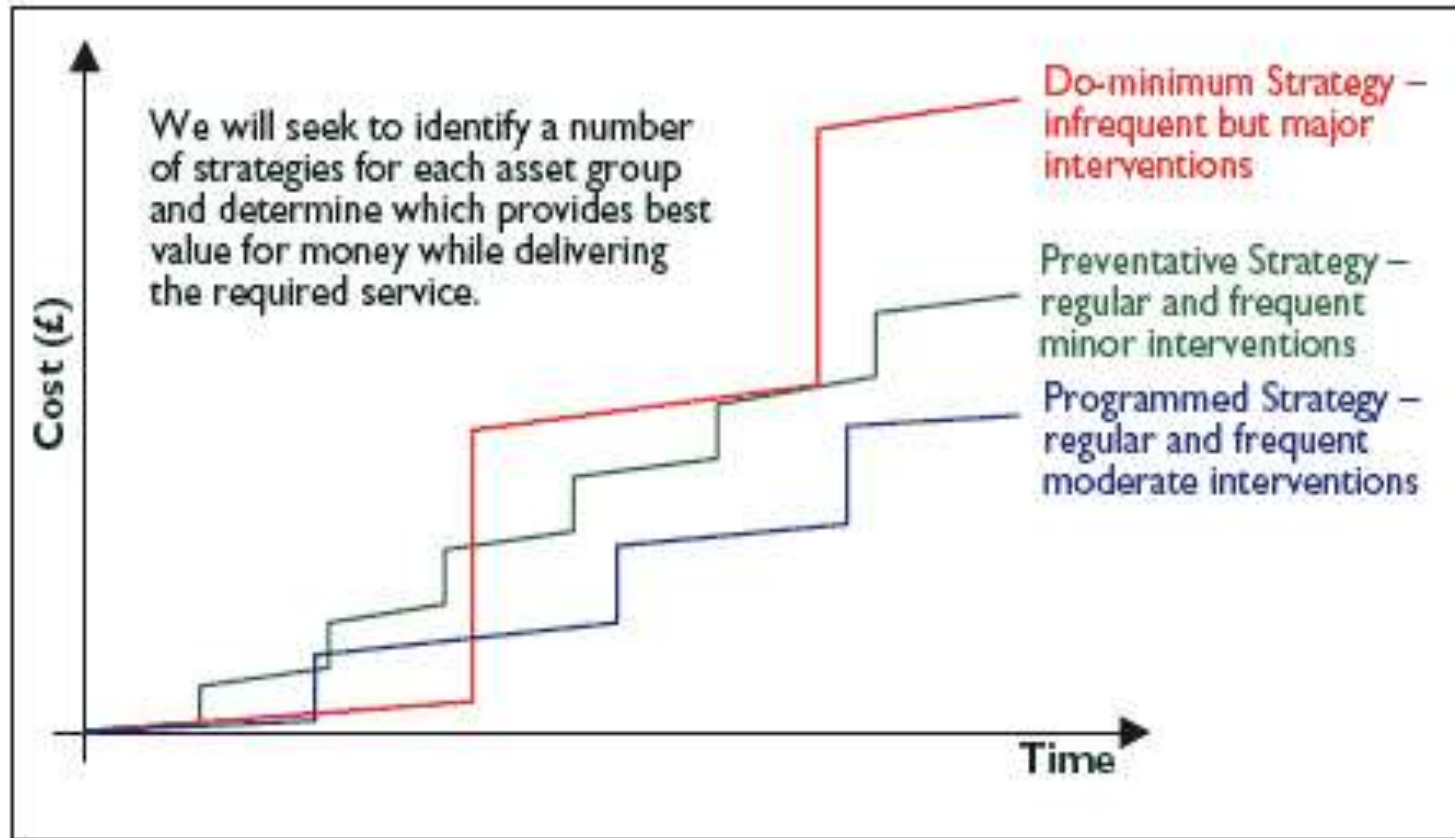 We will seek to identify a number
of strategies for each asset group
and determine which provides best
value for money while delivering
the required service.
Do-minimum Strategy –
infrequent but major
interventions
Preventative Strategy –
regular and frequent
minor interventions
Programmed Strategy –
regular and frequent
moderate interventions
Cost (£)
Time